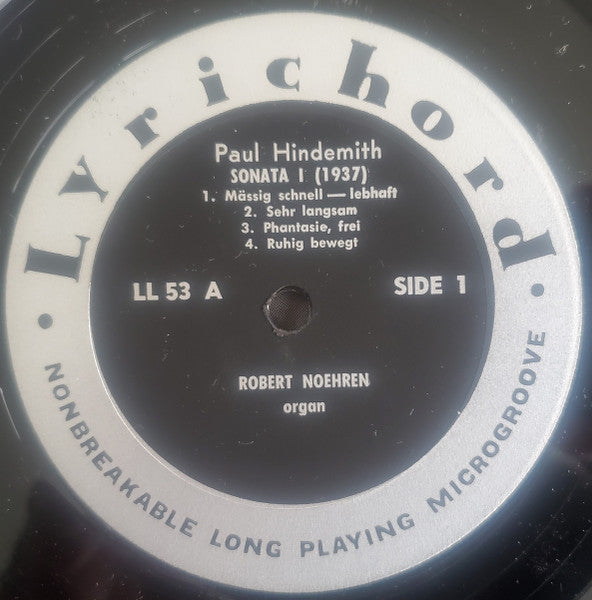 Lyrichord
Paul Hindemith
SONATA I (1937)
1. Mässig schnell — lebhaft
2. Sehr langsam
3. Phantasie, frei
4. Ruhig bewegt
LL 53 A
SIDE 1
ROBERT NOEHREN
organ
• NONBREAKABLE LONG PLAYING MICROGROOVE •